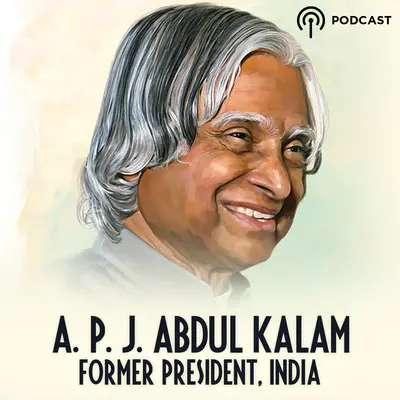 PODCAST
A. P. J. ABDUL KALAM
FORMER PRESIDENT, INDIA